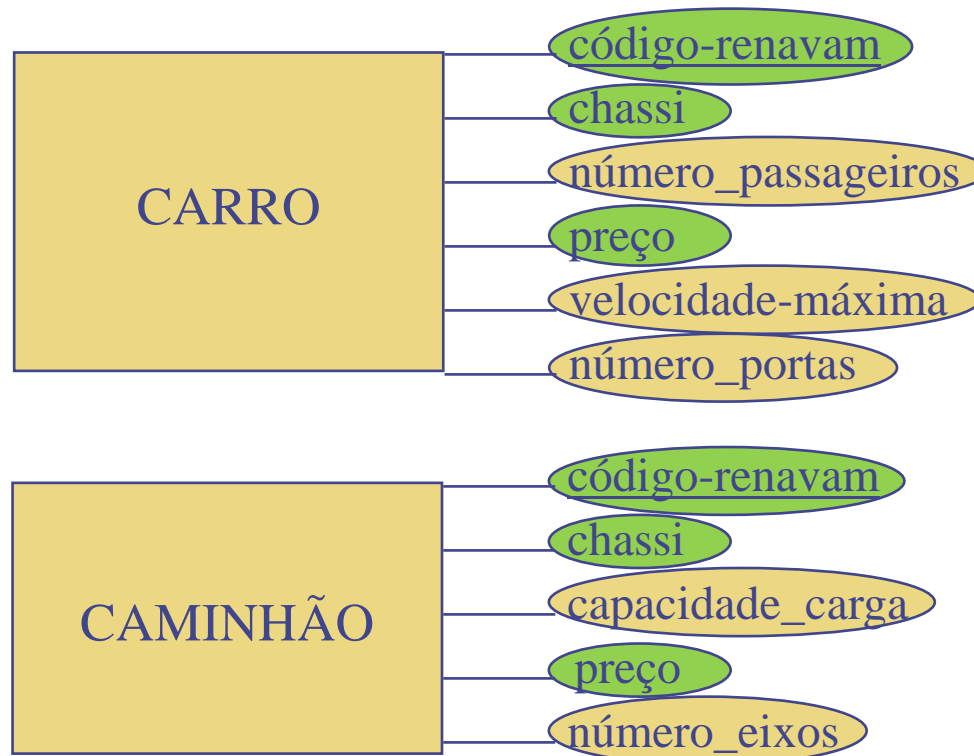 código-renavam
chassi
número_passageiros
CARRO
preço
velocidade-máxima
número_portas
código-renavam
chassi
capacidade_carga
CAMINHÃO
preço
número_eixos